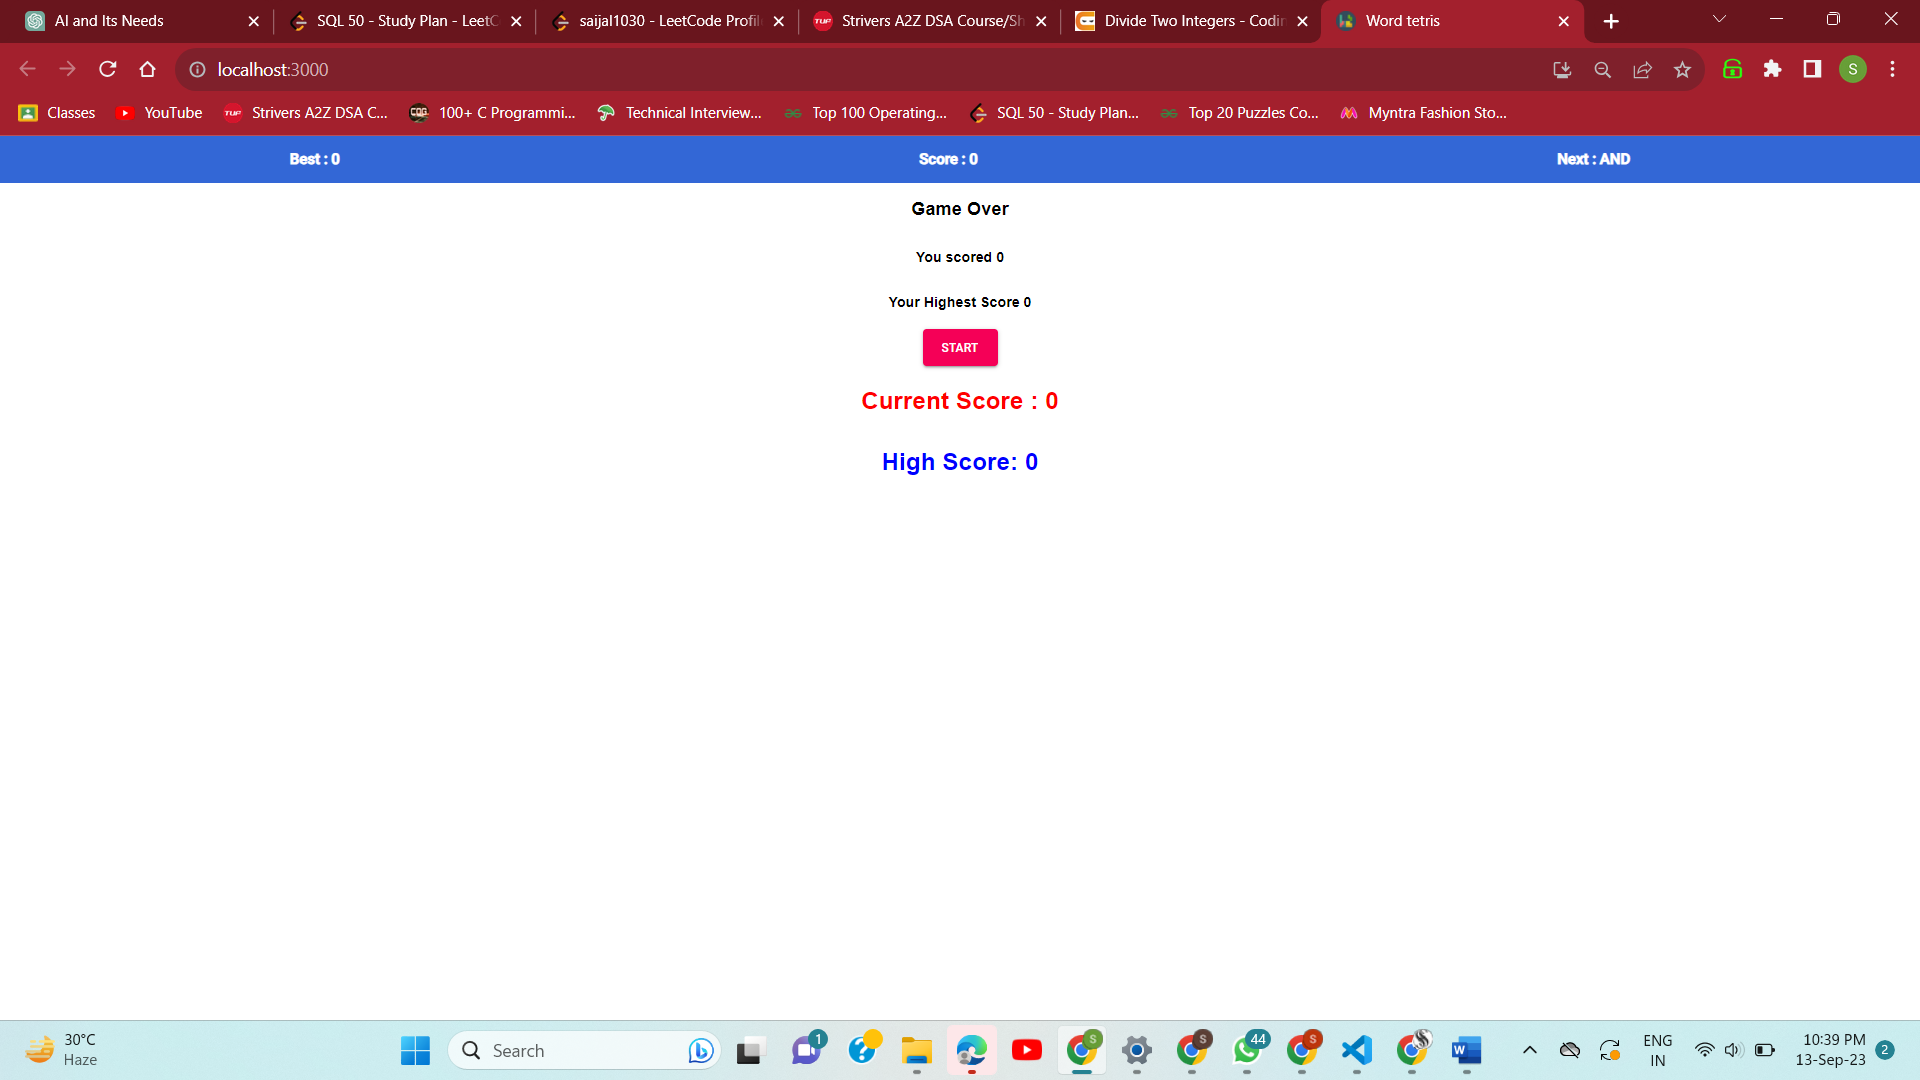 AI and Its Needs
SQL 50 - Study Plan - LeetC
saijal1030 - LeetCode Profil
Strivers A2Z DSA Course/Sh
Divide Two Integers - Codin
Word tetris
localhost:3000
S
Classes
YouTube
TUF
Strivers A2Z DSA C...
100+ C Programmi...
Technical Interview...
Top 100 Operating...
SQL 50 - Study Plan...
Top 20 Puzzles Co...
Myntra Fashion Sto...
Best : 0
Score : 0
Next : AND
Game Over
You scored 0
Your Highest Score 0
START
Current Score : 0
High Score: 0
30°C
Haze
Search
1
S
S
44
S
W
ENG
IN
10:39 PM
13-Sep-23
2